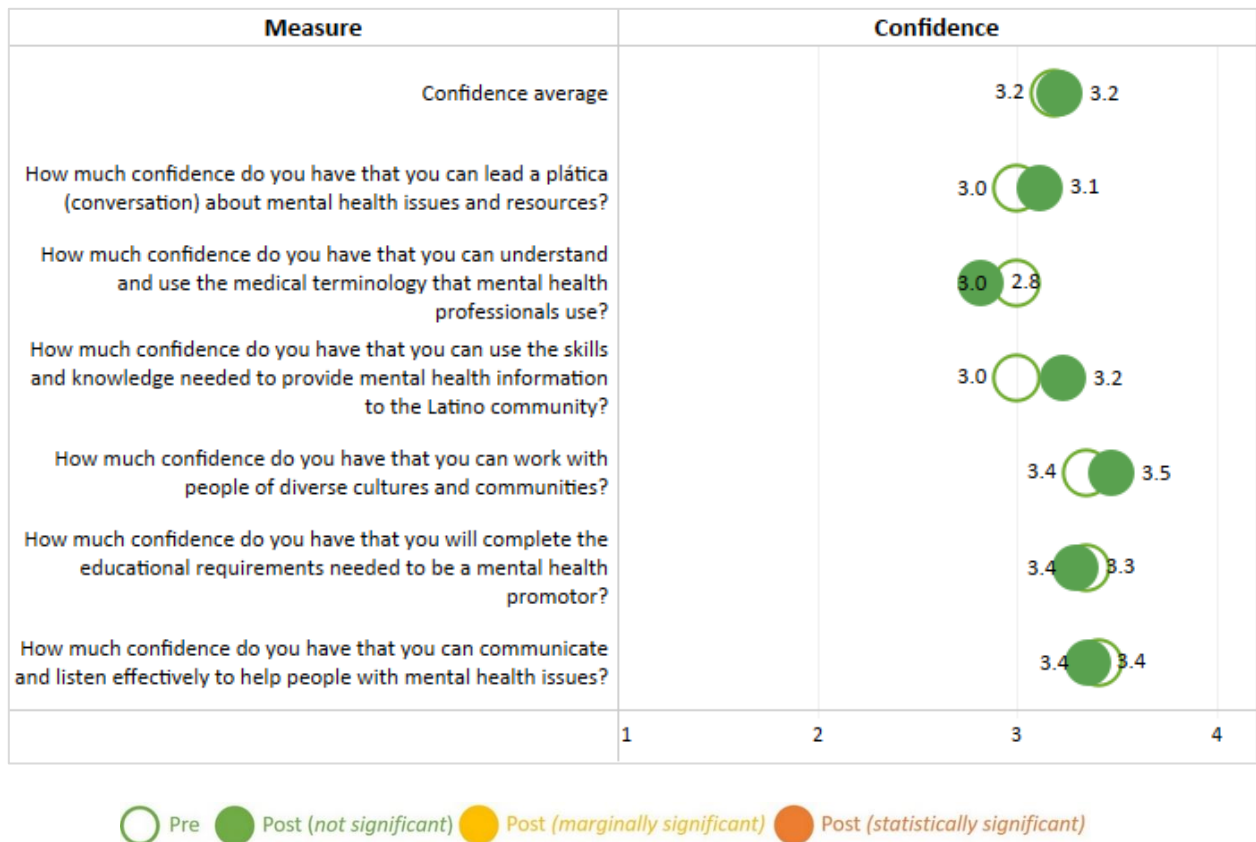 Measure
Confidence
Confidence average
3.2
3.2
How much confidence do you have that you can lead a plática
(conversation) about mental health issues and resources?
3.0
3.1
How much confidence do you have that you can understand
and use the medical terminology that mental health
professionals use?
3.0
2.8
How much confidence do you have that you can use the skills
and knowledge needed to provide mental health information
to the Latino community?
3.0
3.2
How much confidence do you have that you can work with
people of diverse cultures and communities?
3.4
3.5
How much confidence do you have that you will complete the
educational requirements needed to be a mental health
promotor?
3.4
3.3
How much confidence do you have that you can communicate
and listen effectively to help people with mental health issues?
3.4
3.4
1
2
3
4
Pre
Post (not significant)
Post (marginally significant)
Post (statistically significant)